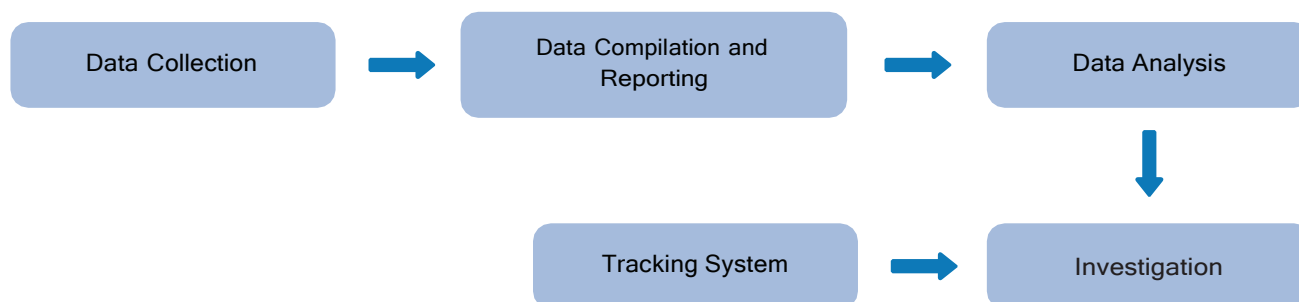 Data Collection
Data Compilation and
Reporting
Data Analysis
Tracking System
Investigation